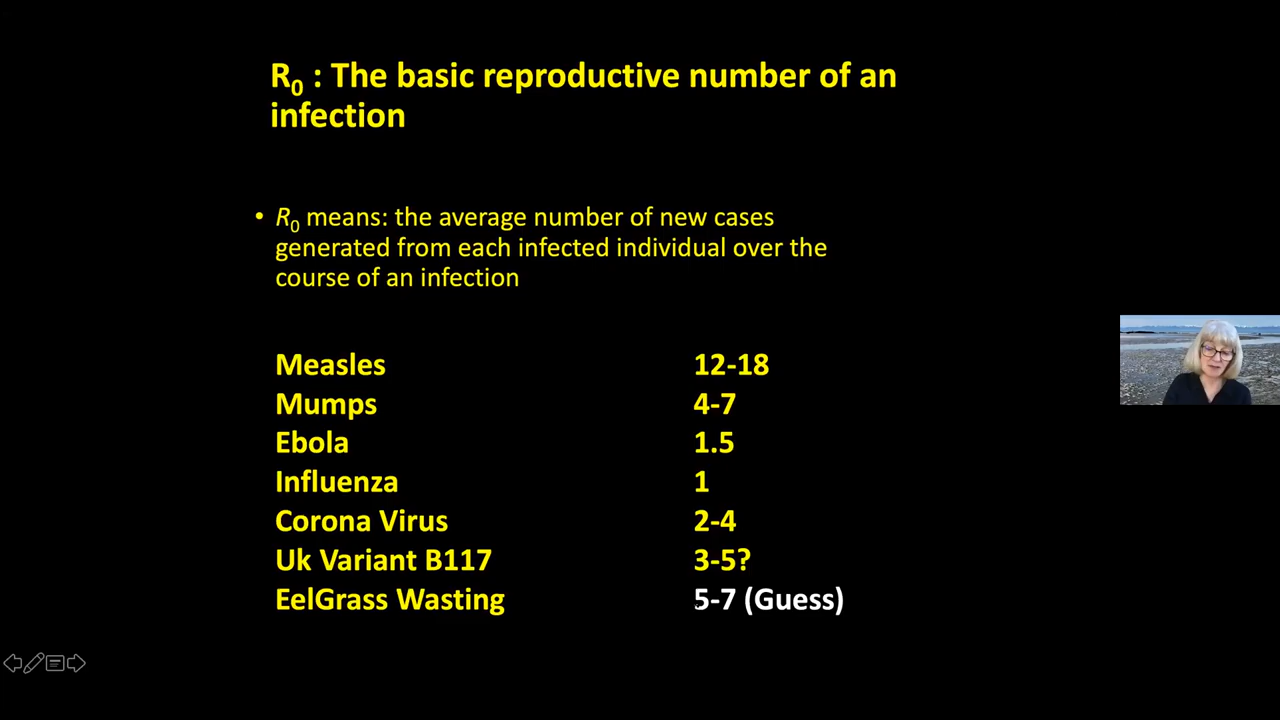 R₀ : The basic reproductive number of an
infection
• R₀ means: the average number of new cases
generated from each infected individual over the
course of an infection
Measles 12-18
Mumps 4-7
Ebola 1.5
Influenza 1
Corona Virus 2-4
Uk Variant B117 3-5?
EelGrass Wasting 5-7 (Guess)